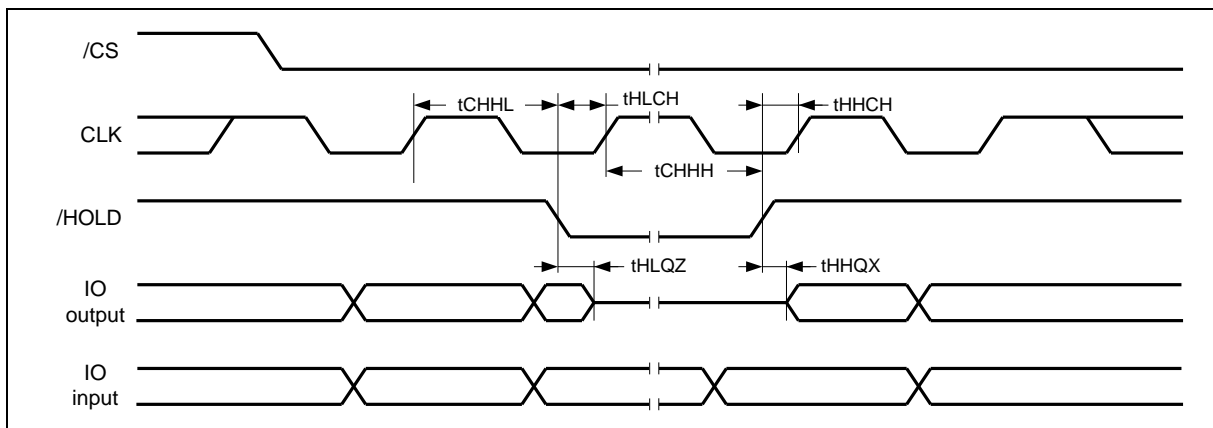 /CS
tCHHL
tHLCH
tHHCH
CLK
tCHHH
/HOLD
tHLQZ
tHHQX
IO
output
IO
input